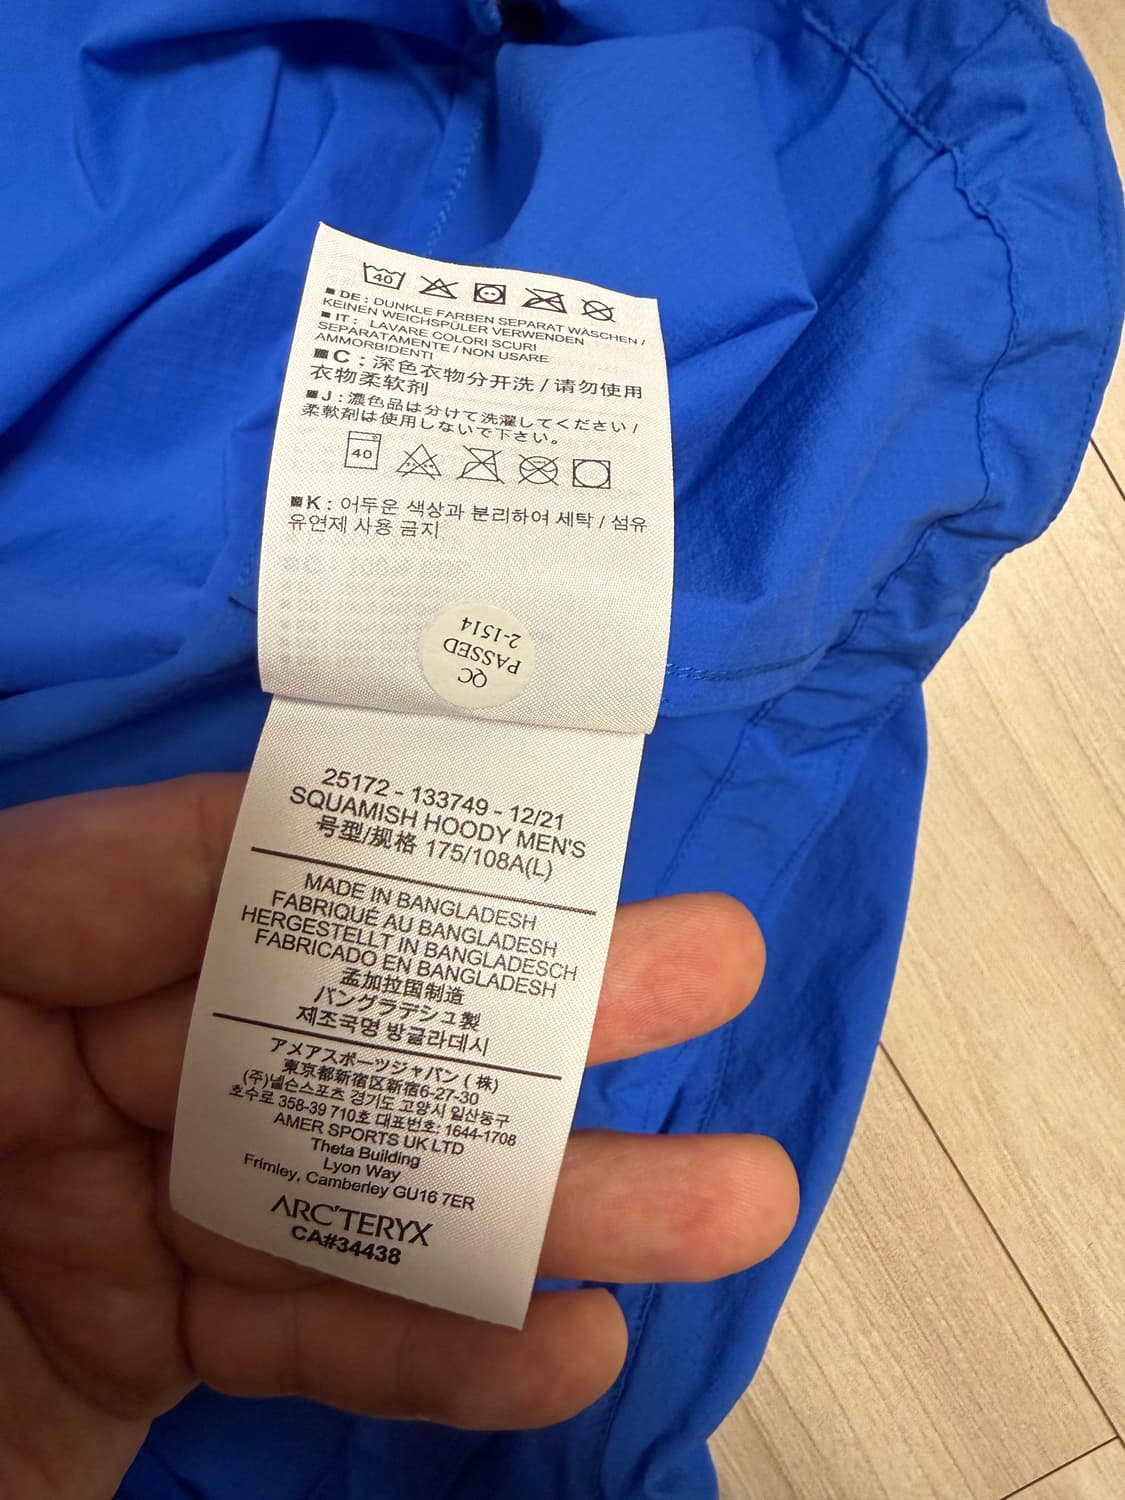 40
■ DE : DUNKLE FARBEN SEPARAT WASCHEN /
KEINEN WEICHSPÜLER VERWENDEN
■ IT : LAVARE COLORI SCURI
SEPARATAMENTE / NON USARE
AMMORBIDENTI
■ C : 深色衣物分开洗 / 请勿使用
衣物柔软剂
■ J : 濃色品は分けて洗濯してください /
柔軟剤は使用しないで下さい。
40
■ K : 어두운 색상과 분리하여 세탁 / 섬유
유연제 사용 금지
QC
PASSED
2-1514
25172 - 133749 - 12/21
SQUAMISH HOODY MEN'S
号型/规格 175/108A(L)
MADE IN BANGLADESH
FABRIQUÉ AU BANGLADESH
HERGESTELLT IN BANGLADESCH
FABRICADO EN BANGLADESH
孟加拉国制造
バングラデシュ製
제조국명 방글라데시
アメアスポーツジャパン ( 株)
東京都新宿区新宿6-27-30
(주)넬슨스포츠 경기도 고양시 일산동구
호수로 358-39 710호 대표번호: 1644-1708
AMER SPORTS UK LTD
Theta Building
Lyon Way
Frimley, Camberley GU16 7ER
ARC'TERYX
CA#34438